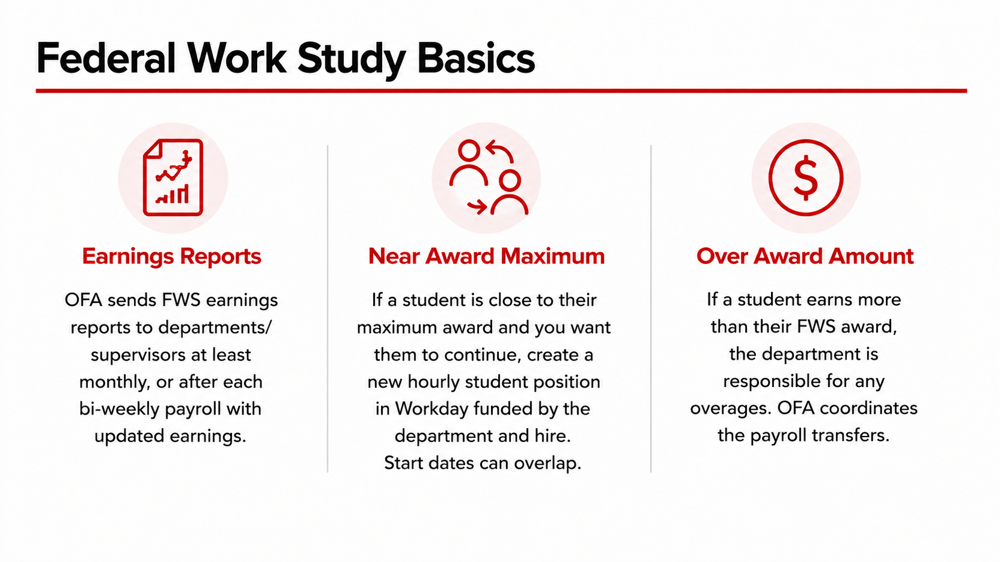 Federal Work Study Basics
Earnings Reports
OFA sends FWS earnings
reports to departments/
supervisors at least
monthly, or after each
bi-weekly payroll with
updated earnings.
Near Award Maximum
If a student is close to their
maximum award and you want
them to continue, create a
new hourly student position
in Workday funded by the
department and hire.
Start dates can overlap.
$
Over Award Amount
If a student earns more
than their FWS award,
the department is
responsible for any
overages. OFA coordinates
the payroll transfers.